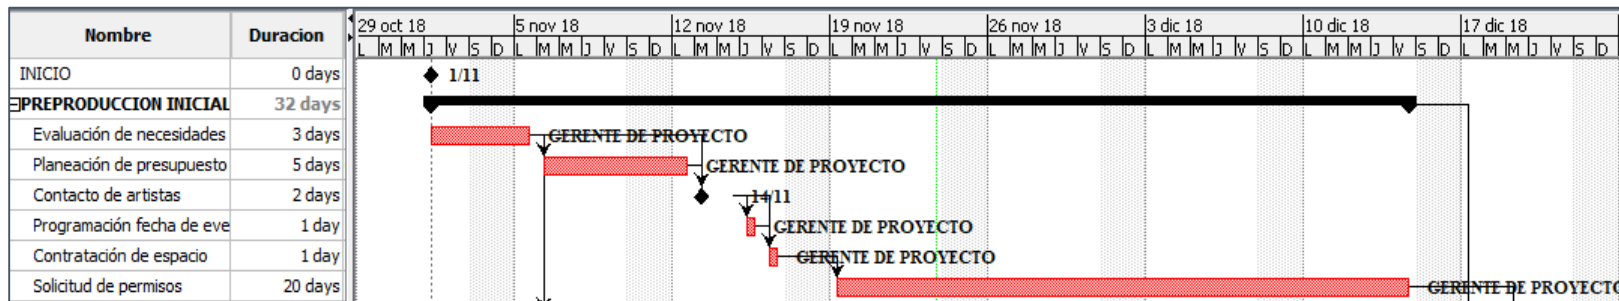 Nombre Duracion 29 oct 18 5 nov 18 12 nov 18 19 nov 18 26 nov 18 3 dic 18 10 dic 18 17 dic 18
L M M J V S D L M M J V S D L M M J V S D L M M J V S D L M M J V S D L M M J V S D L M M J V S D L M M J V S D
INICIO 0 days 1/11
PREPRODUCCION INICIAL 32 days
Evaluación de necesidades 3 days GERENTE DE PROYECTO
Planeación de presupuesto 5 days GERENTE DE PROYECTO
Contacto de artistas 2 days 14/11
Programación fecha de eve 1 day GERENTE DE PROYECTO
Contratación de espacio 1 day GERENTE DE PROYECTO
Solicitud de permisos 20 days GERENTE DE PROYECTO